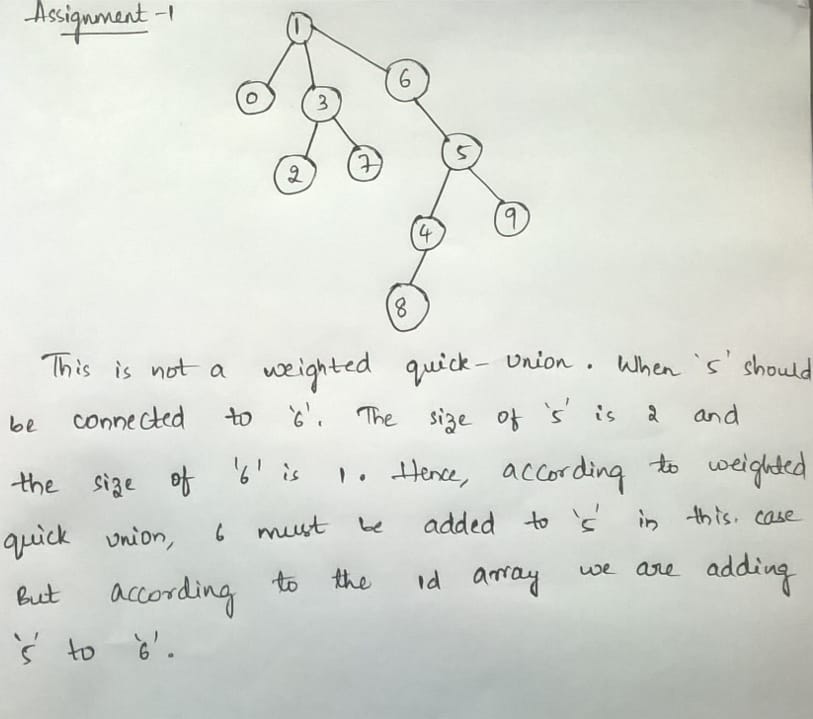 Assignment-1
1
6
0
3
5
2
7
9
4
8
This is not a weighted quick-union. When '5' should
be connected to '6'. The size of '5' is 2 and
the size of '6' is 1. Hence, according to weighted
quick union, 6 must be added to '5' in this. case
But according to the id array we are adding
'5' to '6'.